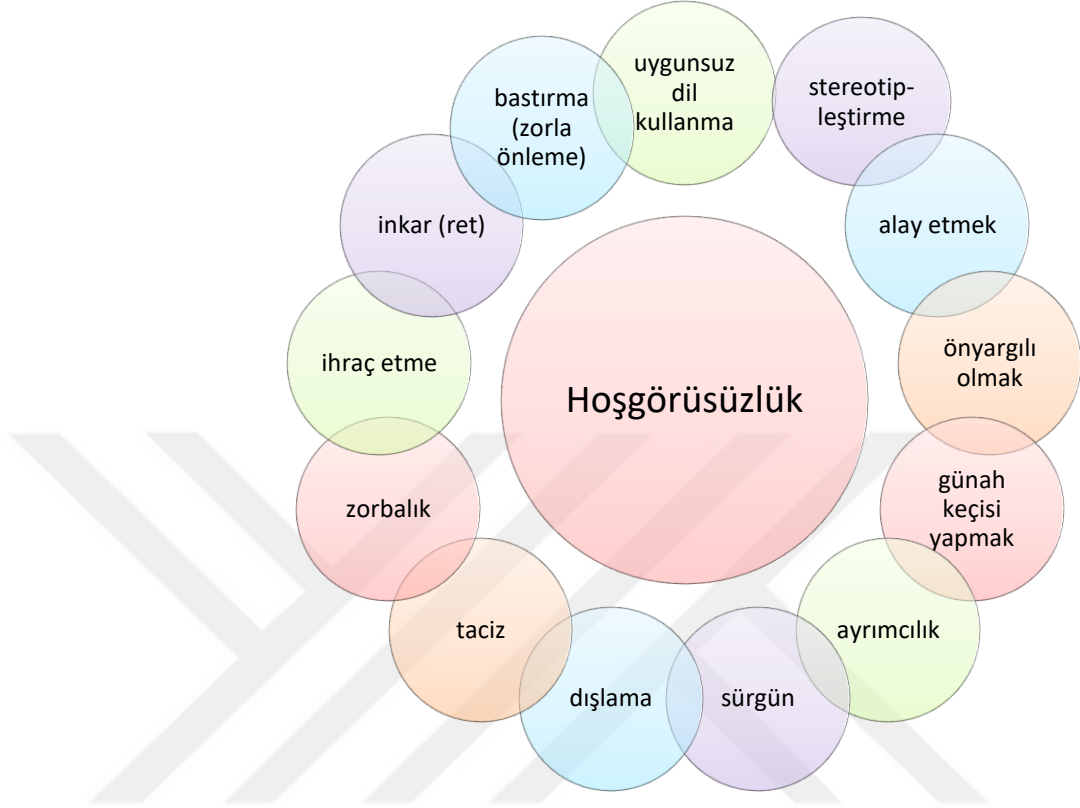 uygunsuz
dil
kullanma
stereotip-
leştirme
alay etmek
önyargılı
olmak
günah
keçisi
yapmak
ayrımcılık
sürgün
dışlama
taciz
zorbalık
ihraç etme
inkar (ret)
bastırma
(zorla
önleme)
Hoşgörüsüzlük